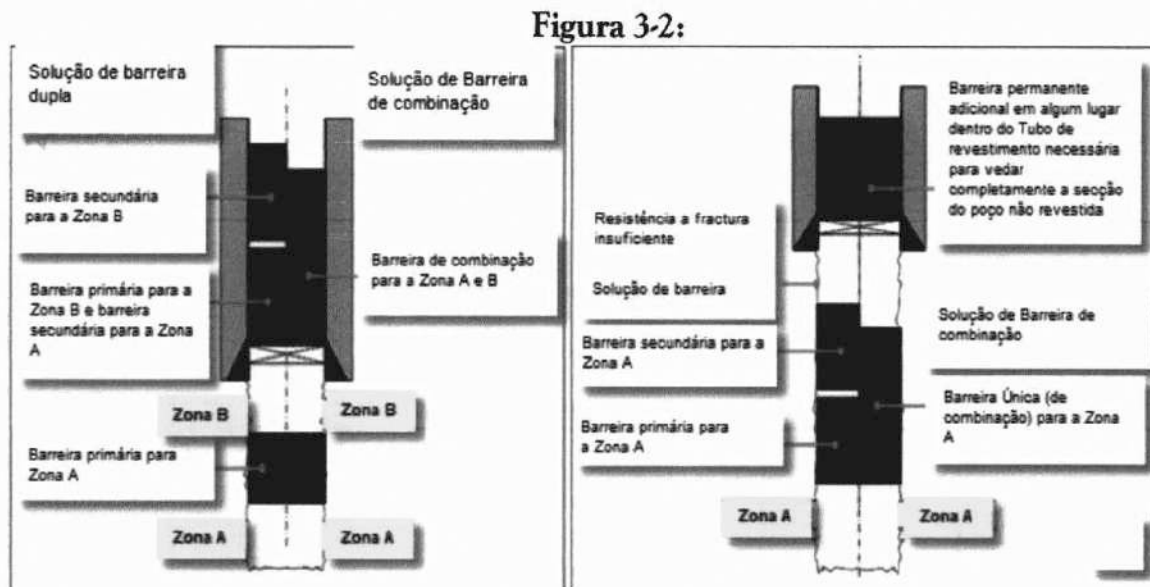 Figura 3-2:
Solução de barreira
dupla
Solução de Barreira
de combinação
Barreira secundária
para a Zona B
Barreira de combinação
para a Zona A e B
Barreira primária para a
Zona B e barreira
secundária para a Zona
A
Zona B
Zona B
Barreira primária para
Zona A
Zona A
Zona A
Barreira permanente
adicional em algum lugar
dentro do Tubo de
revestimento necessária
para vedar
completamente a secção
do poço não revestida
Resistência a fractura
insuficiente
Solução de barreira
Solução de Barreira de
combinação
Barreira secundária para a
Zona A
Barreira Única (de
combinação) para a Zona
A
Barreira primária para
a Zona A
Zona A
Zona A